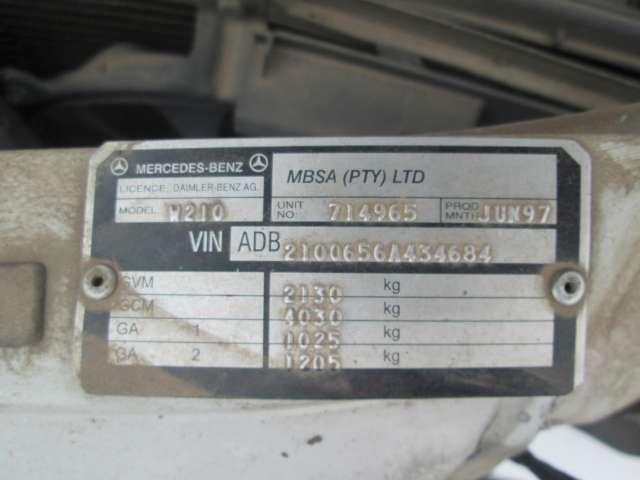 MERCEDES-BENZ
LICENCE, DAIMLER-BENZ AG.
MBSA (PTY) LTD
MODEL W210
UNIT NO: 714965
PROD MNTH JUN97
VIN ADB 2100656A434684
GVM 2130 kg
GCM 4030 kg
GA 1 1025 kg
GA 2 1205 kg